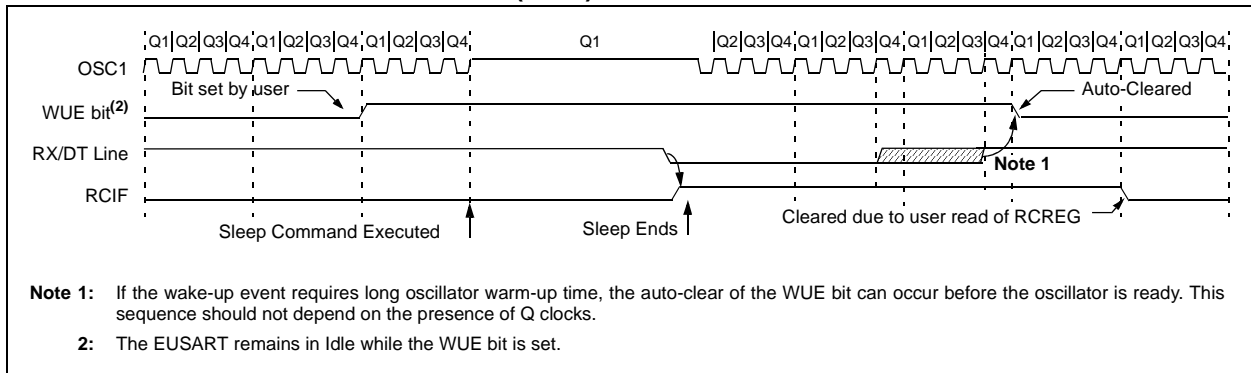 Q1 Q2 Q3 Q4 Q1 Q2 Q3 Q4 Q1 Q2 Q3 Q4 Q1 Q2 Q3 Q4 Q1 Q2 Q3 Q4 Q1 Q2 Q3 Q4 Q1 Q2 Q3 Q4
OSC1
Bit set by user
Auto-Cleared
WUE bit(2)
RX/DT Line
Note 1
RCIF
Cleared due to user read of RCREG
Sleep Command Executed
Sleep Ends
Note 1: If the wake-up event requires long oscillator warm-up time, the auto-clear of the WUE bit can occur before the oscillator is ready. This
sequence should not depend on the presence of Q clocks.
2: The EUSART remains in Idle while the WUE bit is set.